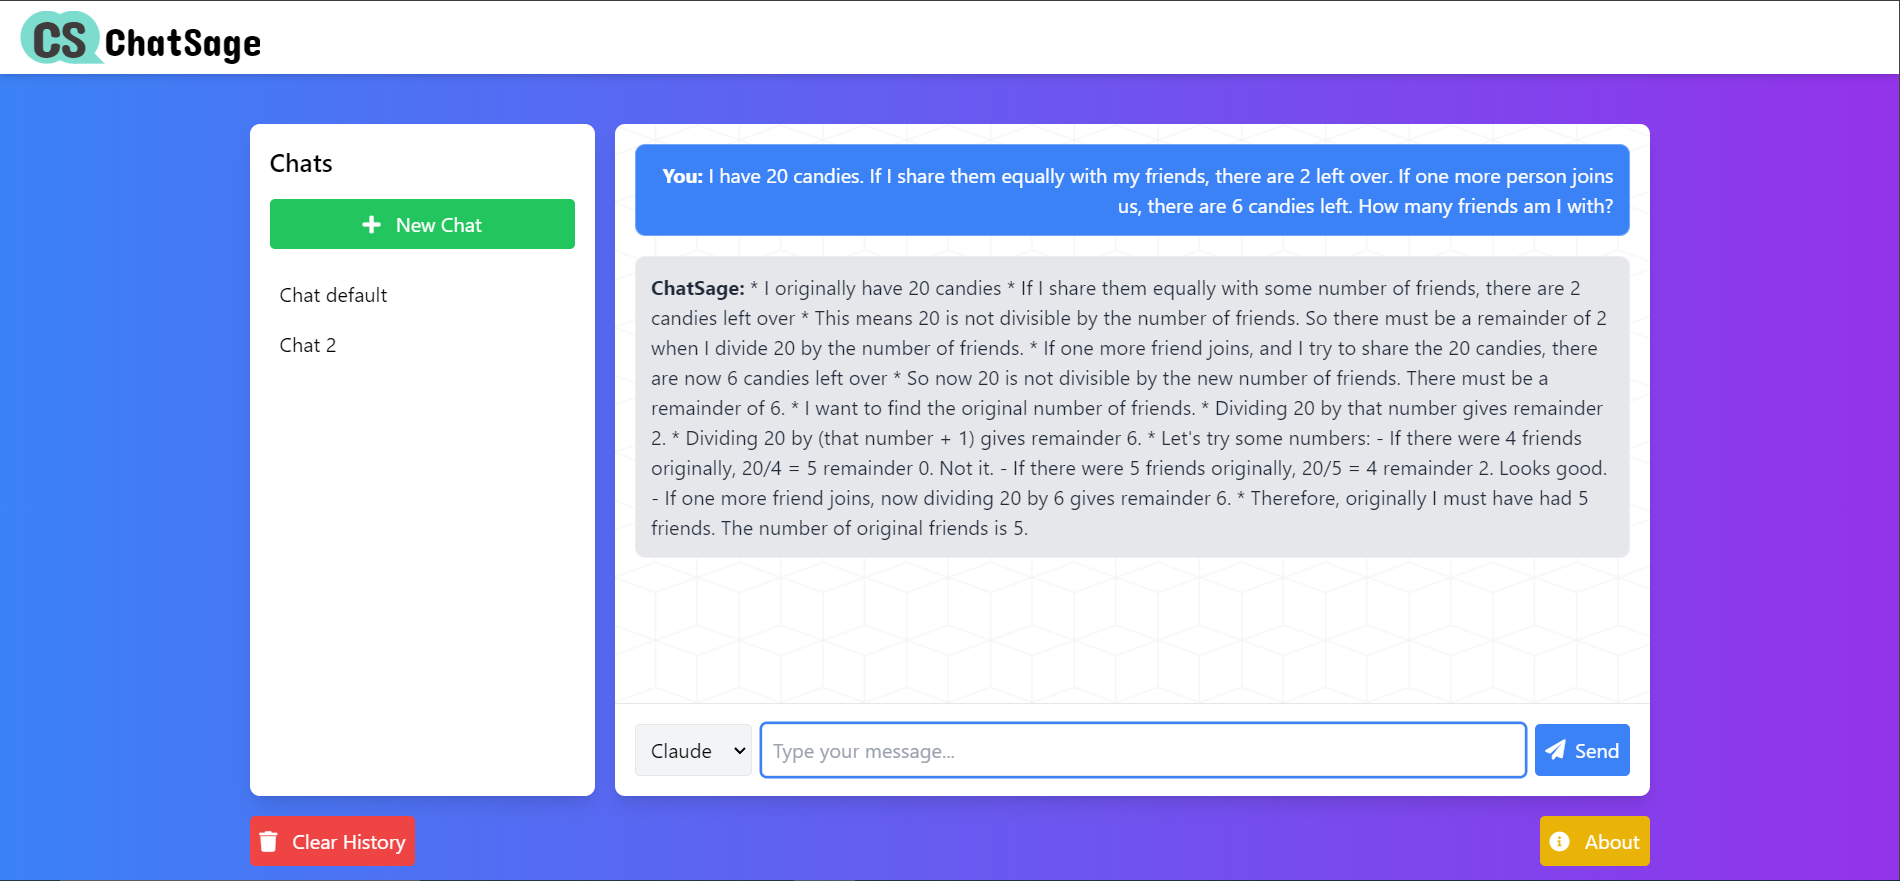 CS ChatSage
Chats
New Chat
Chat default
Chat 2
You: I have 20 candies. If I share them equally with my friends, there are 2 left over. If one more person joins
us, there are 6 candies left. How many friends am I with?
ChatSage: * I originally have 20 candies * If I share them equally with some number of friends, there are 2
candies left over * This means 20 is not divisible by the number of friends. So there must be a remainder of 2
when I divide 20 by the number of friends. * If one more friend joins, and I try to share the 20 candies, there
are now 6 candies left over * So now 20 is not divisible by the new number of friends. There must be a
remainder of 6. * I want to find the original number of friends. * Dividing 20 by that number gives remainder
2. * Dividing 20 by (that number + 1) gives remainder 6. * Let's try some numbers: - If there were 4 friends
originally, 20/4 = 5 remainder 0. Not it. - If there were 5 friends originally, 20/5 = 4 remainder 2. Looks good.
- If one more friend joins, now dividing 20 by 6 gives remainder 6. * Therefore, originally I must have had 5
friends. The number of original friends is 5.
Claude
Type your message...
Send
Clear History
About